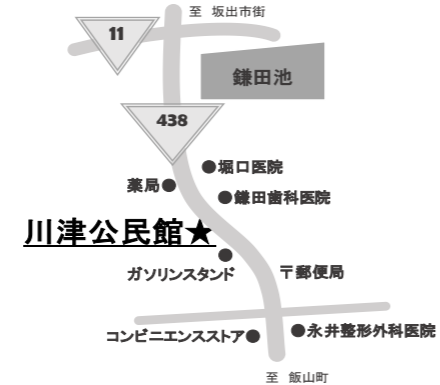 至 坂出市街
11
鎌田池
438
●堀口医院
薬局●
●鎌田歯科医院
川津公民館★
ガソリンスタンド
〒郵便局
コンビニエンスストア●
●永井整形外科医院
至 飯山町